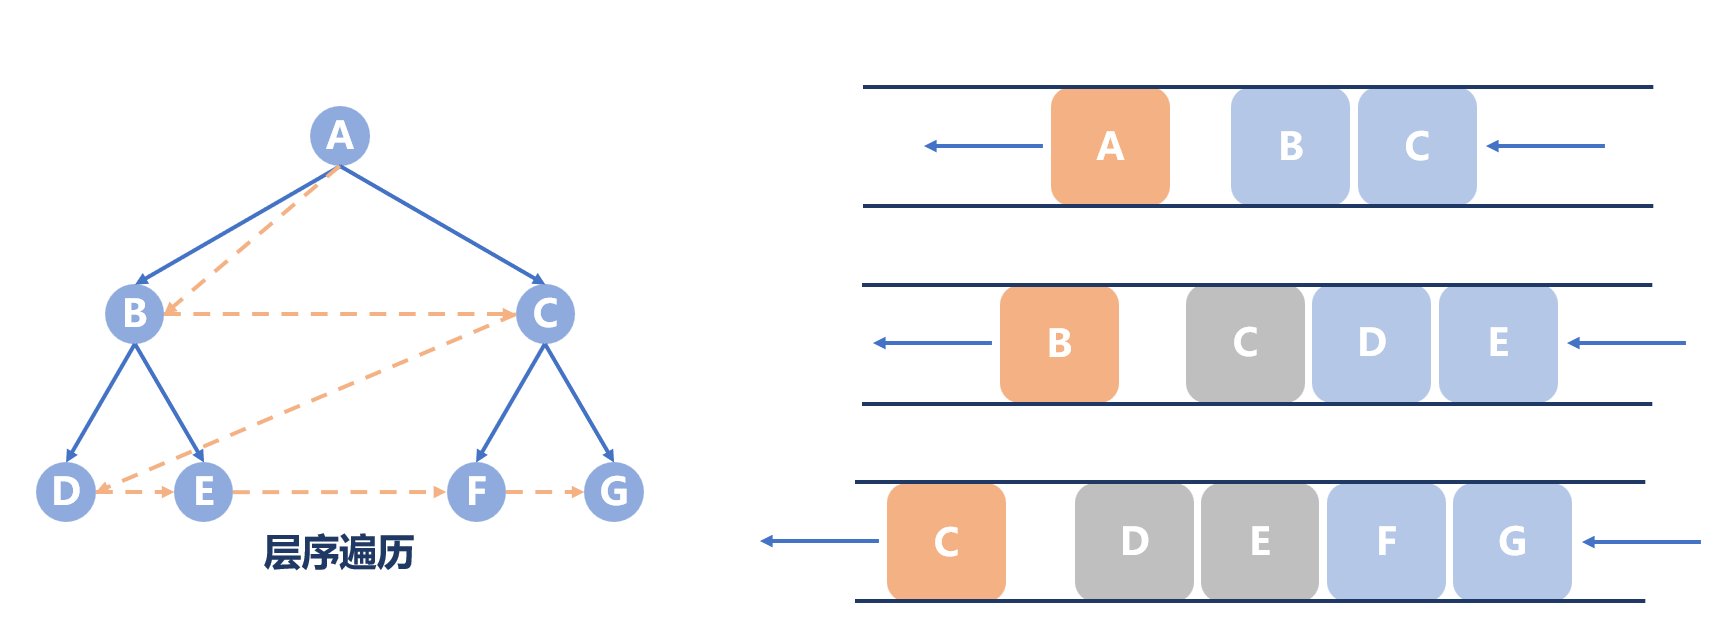 A
B C
D E F G
层序遍历
A B C
B C D E
C D E F G